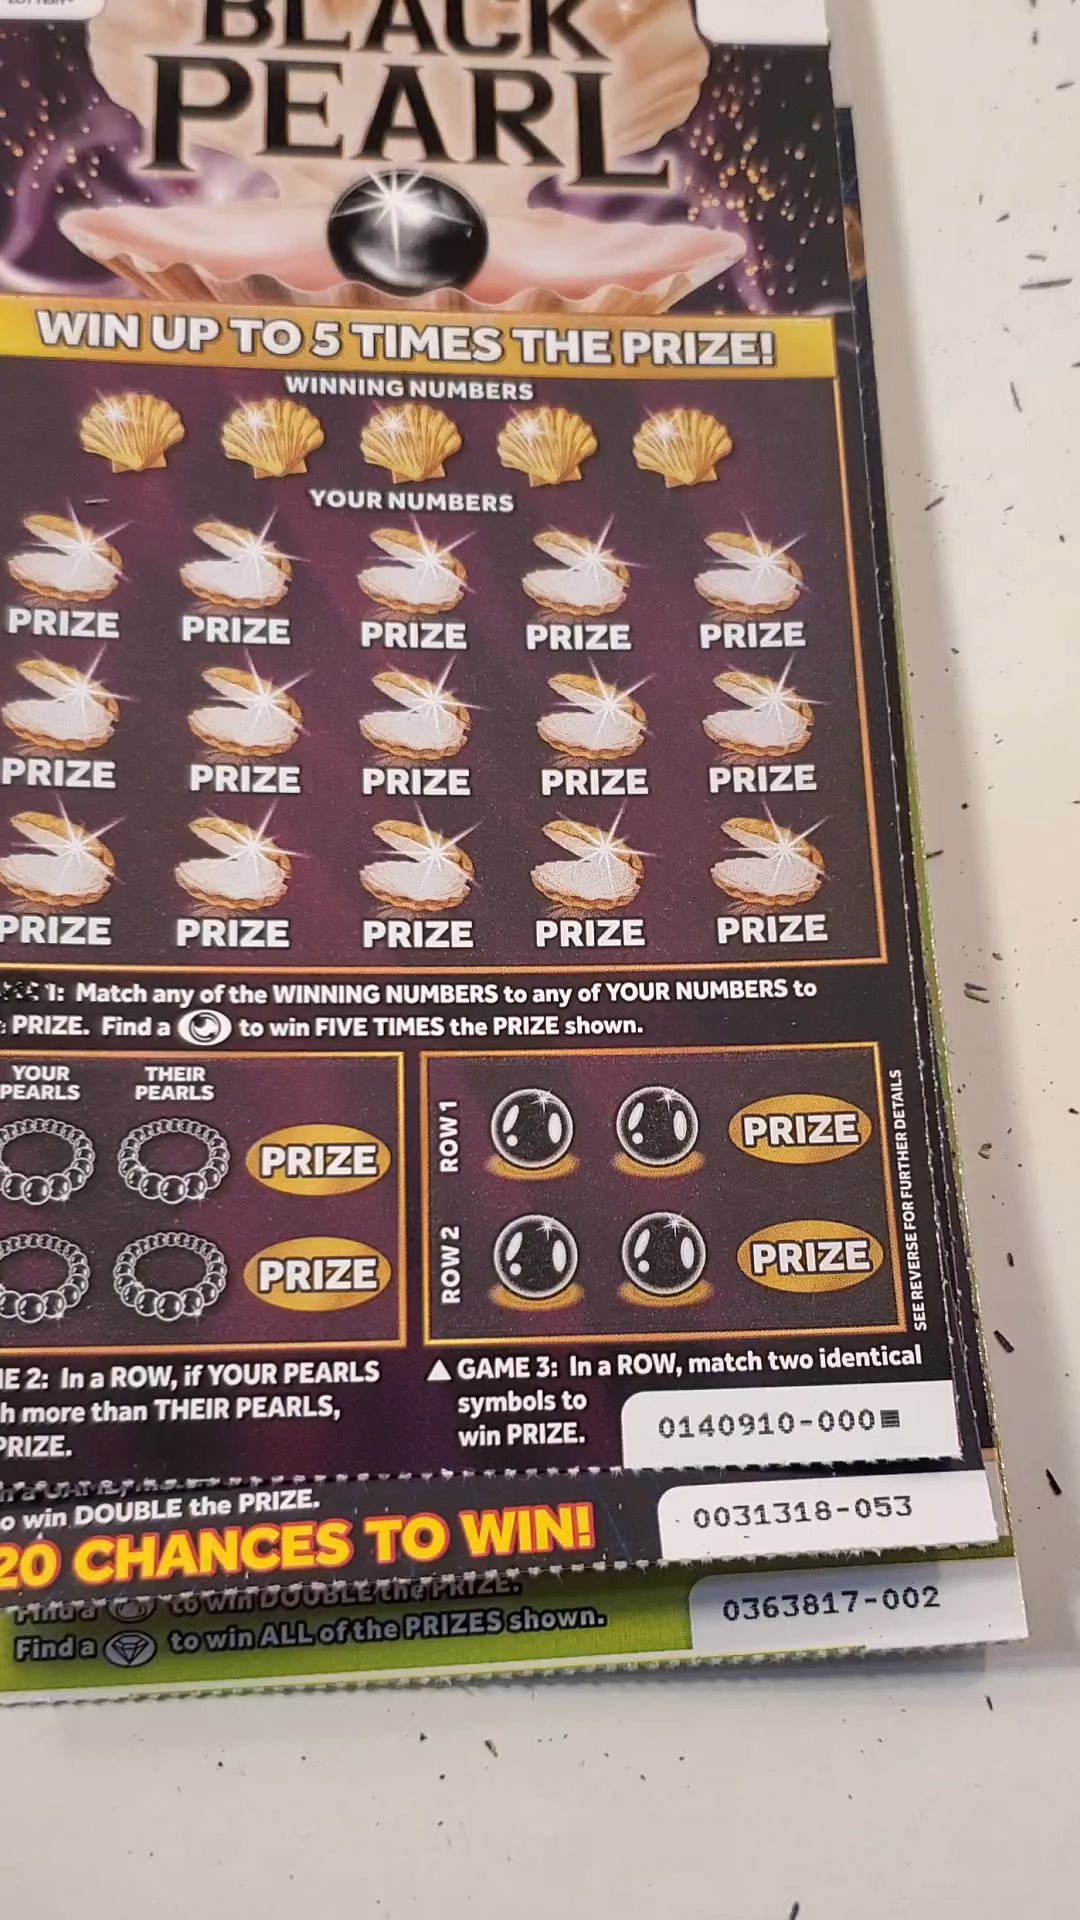 BLACK
PEARL
WIN UP TO 5 TIMES THE PRIZE!
WINNING NUMBERS
YOUR NUMBERS
PRIZE PRIZE PRIZE PRIZE PRIZE
PRIZE PRIZE PRIZE PRIZE PRIZE
PRIZE PRIZE PRIZE PRIZE PRIZE
1: Match any of the WINNING NUMBERS to any of YOUR NUMBERS to
PRIZE. Find a to win FIVE TIMES the PRIZE shown.
YOUR PEARLS
THEIR PEARLS
PRIZE
PRIZE
ROW 1 PRIZE
ROW 2 PRIZE
SEE REVERSE FOR FURTHER DETAILS
2: In a ROW, if YOUR PEARLS
more than THEIR PEARLS,
PRIZE.
▲ GAME 3: In a ROW, match two identical
symbols to
win PRIZE.
0140910-000
to win DOUBLE the PRIZE.
20 CHANCES TO WIN!
0031318-053
Find a to win DOUBLE the PRIZE.
Find a to win ALL of the PRIZES shown.
0363817-002